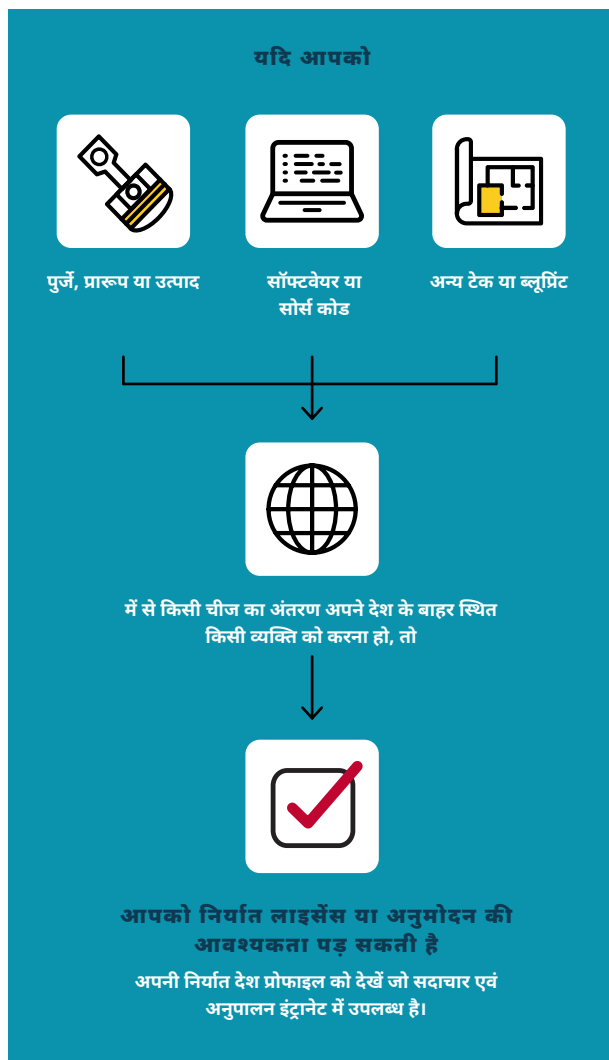 यदि आपको
पुर्जे, प्रारूप या उत्पाद
सॉफ्टवेयर या
सोर्स कोड
अन्य टेक या ब्लूप्रिंट
में से किसी चीज का अंतरण अपने देश के बाहर स्थित
किसी व्यक्ति को करना हो, तो
आपको निर्यात लाइसेंस या अनुमोदन की
आवश्यकता पड़ सकती है
अपनी निर्यात देश प्रोफाइल को देखें जो सदाचार एवं
अनुपालन इंट्रानेट में उपलब्ध है।